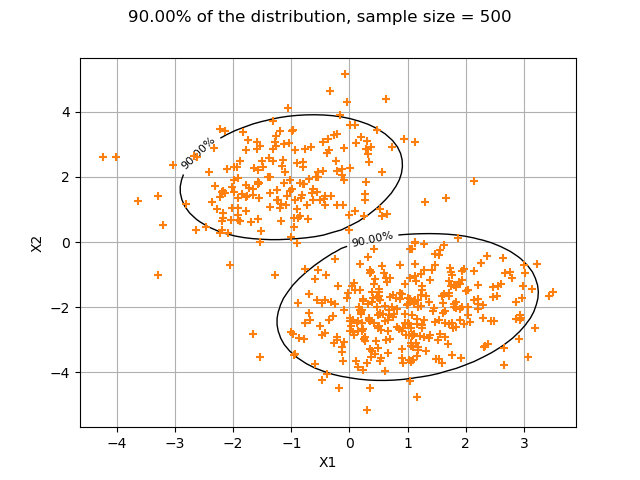 90.00% of the distribution, sample size = 500
4
2
0
−2
−4
X2
90.00%
90.00%
−4 −3 −2 −1 0 1 2 3
X1